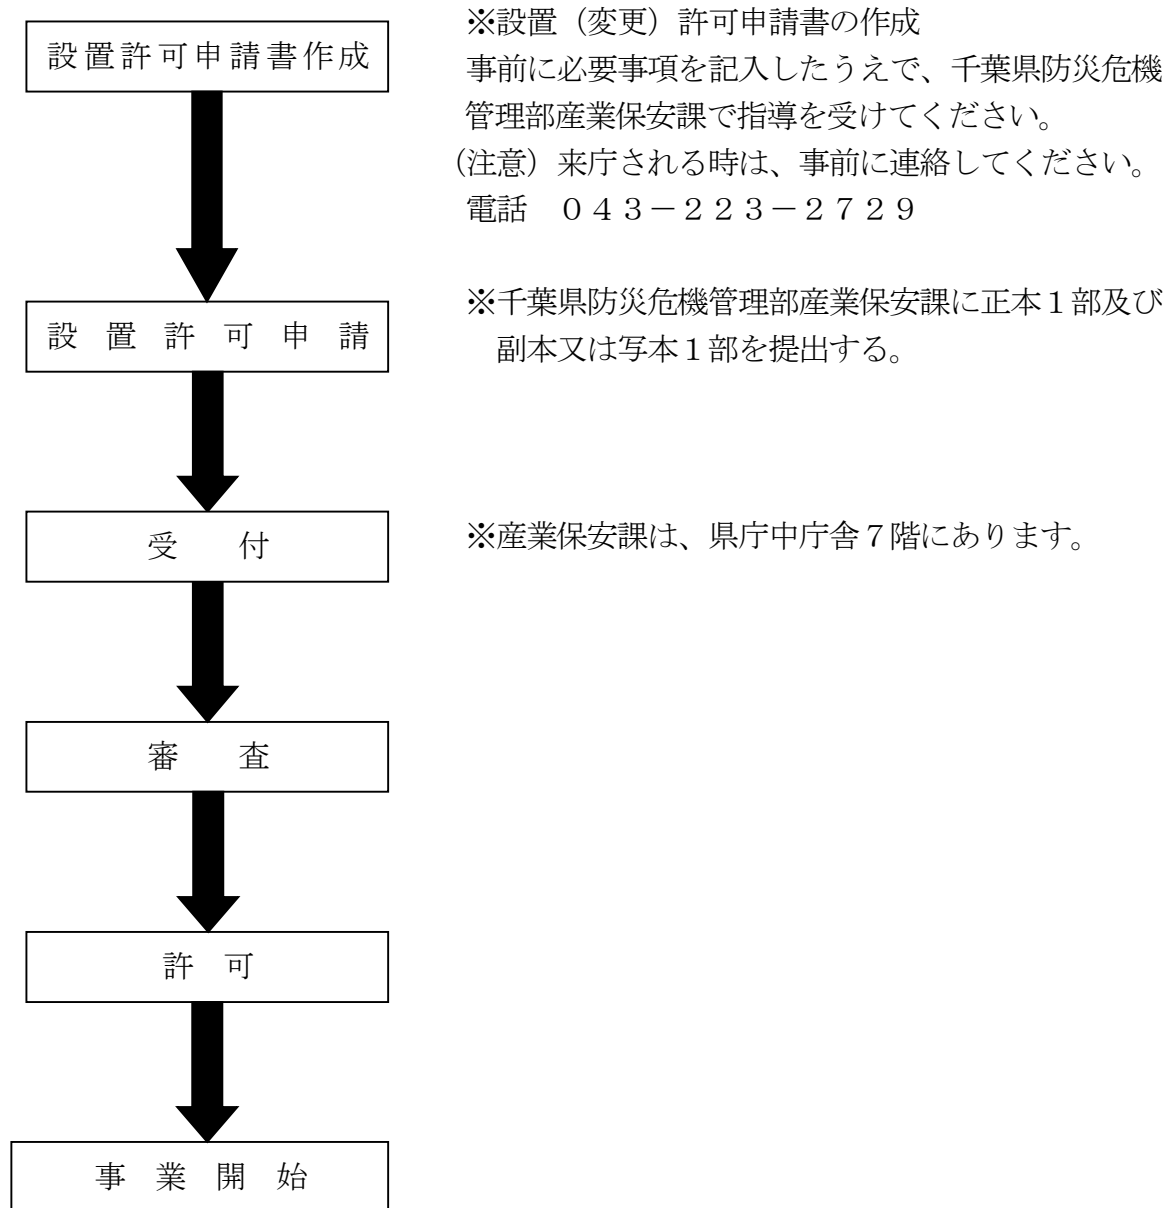 設置許可申請書作成
※設置（変更）許可申請書の作成
事前に必要事項を記入したうえで、千葉県防災危機
管理部産業保安課で指導を受けてください。
（注意）来庁される時は、事前に連絡してください。
電話　０４３－２２３－２７２９
設置許可申請
※千葉県防災危機管理部産業保安課に正本１部及び
副本又は写本１部を提出する。
受　付
※産業保安課は、県庁中庁舎７階にあります。
審　査
許　可
事業開始